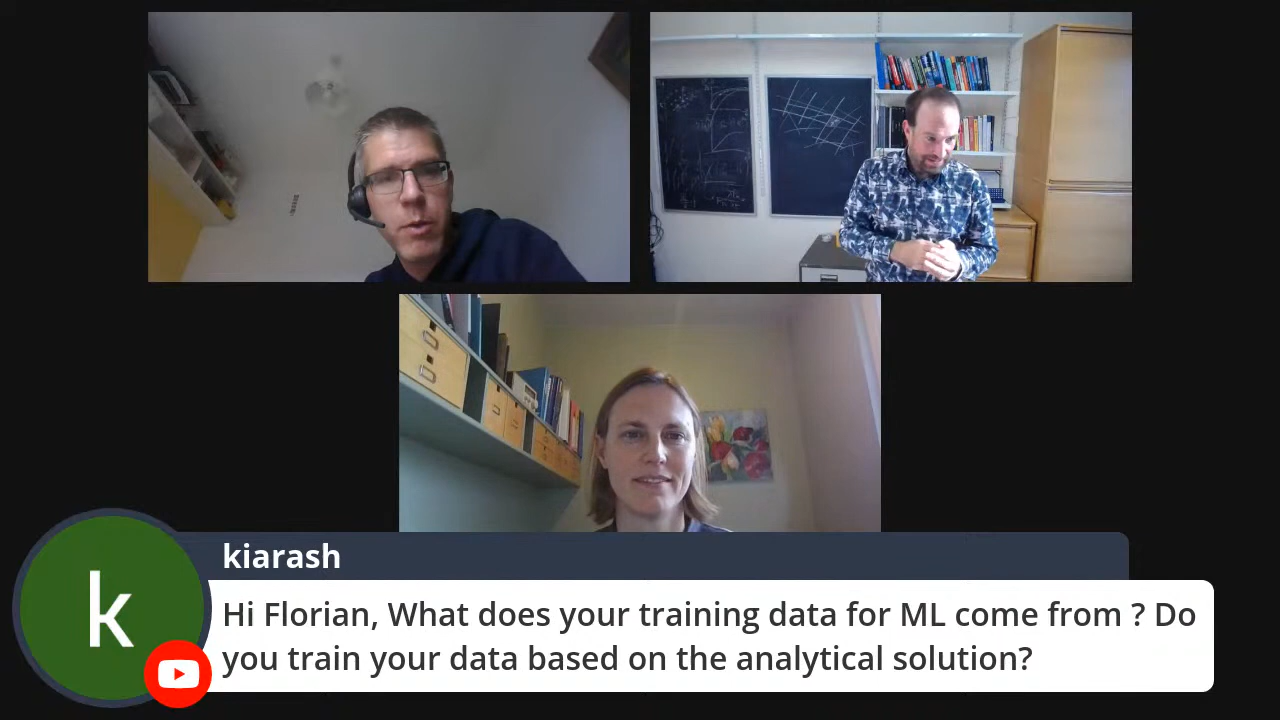 kiarash
Hi Florian, What does your training data for ML come from ? Do
you train your data based on the analytical solution?
k